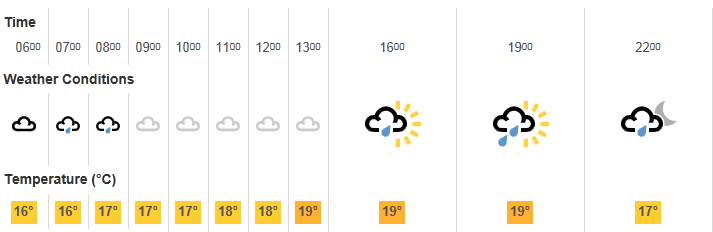 Time
0600 0700 0800 0900 1000 1100 1200 1300 1600 1900 2200
Weather Conditions
Temperature (°C)
16° 16° 17° 17° 17° 18° 18° 19° 19° 19° 17°